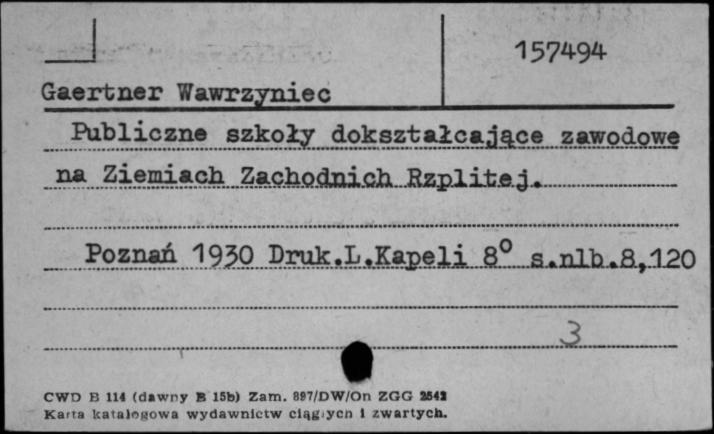 157494
Gaertner Wawrzyniec
Publiczne szkoły dokształcające zawodowe
na Ziemiach Zachodnich Rzplitej.
Poznań 1930 Druk.L.Kapeli 8° s.nlb.8,120
3
CWD B 114 (dawny B 15b) Zam. 897/DW/On ZGG 2542
Karta katalogowa wydawnictw ciągłych i zwartych.